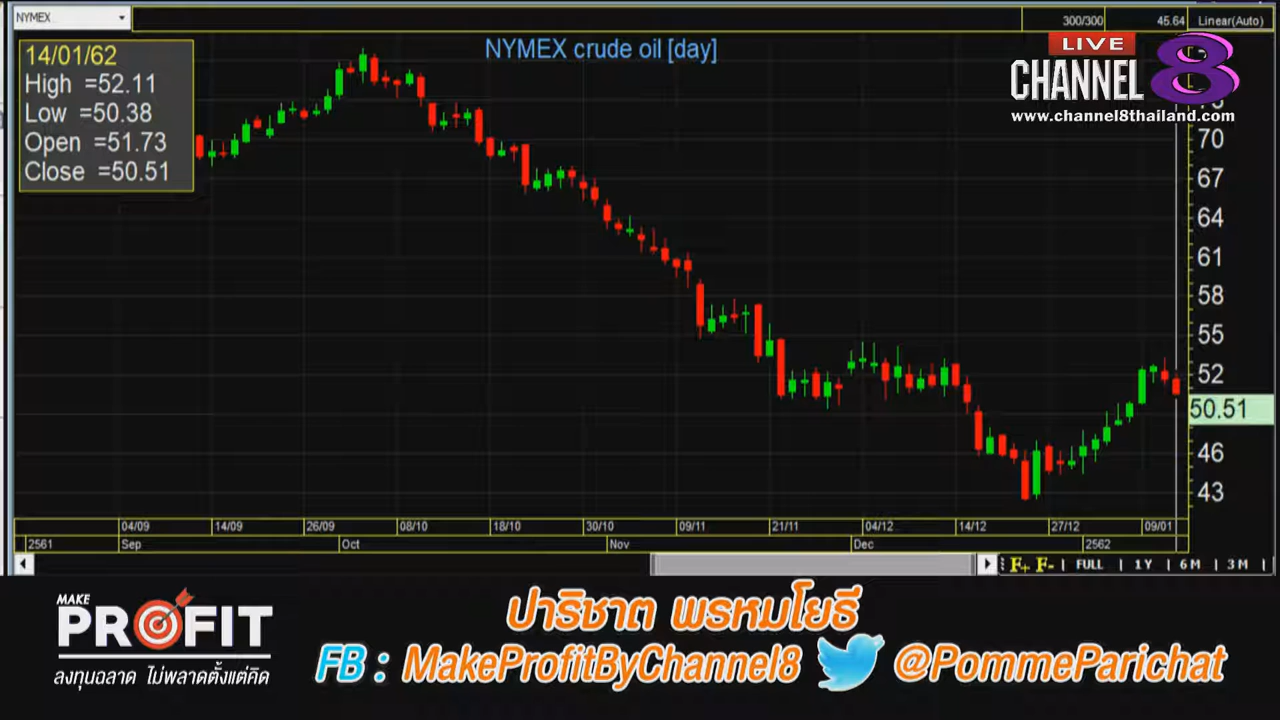 NYMEX
300/300
45.64
Linear(Auto)
NYMEX crude oil [day]
14/01/62
High =52.11
Low =50.38
Open =51.73
Close =50.51
LIVE
CHANNEL 8
www.channel8thailand.com
70
67
64
61
58
55
52
50.51
46
43
04/09 14/09 26/09 08/10 18/10 30/10 09/11 21/11 04/12 14/12 27/12 09/01
2561 Sep Oct Nov Dec 2562
F+ F- | FULL | 1Y | 6M | 3M |
MAKE
PROFIT
ลงทุนฉลาด ไม่พลาดตั้งแต่คิด
ปาริชาต พรหมโยธี
FB : MakeProfitByChannel8 @PommeParichat